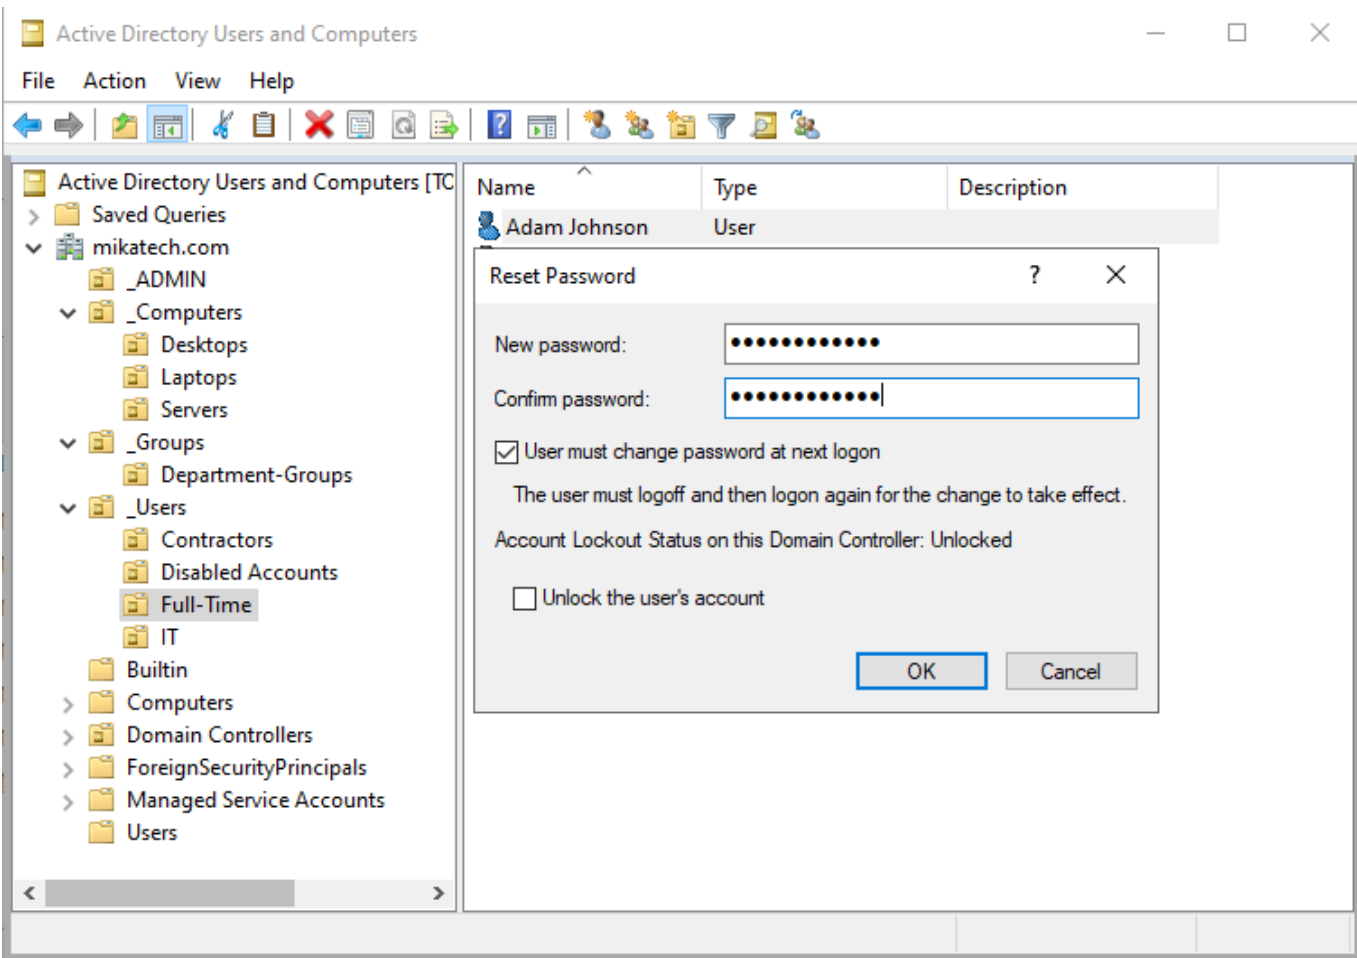 Active Directory Users and Computers
File Action View Help
Active Directory Users and Computers [TC
Saved Queries
mikatech.com
_ADMIN
_Computers
Desktops
Laptops
Servers
_Groups
Department-Groups
_Users
Contractors
Disabled Accounts
Full-Time
IT
Builtin
Computers
Domain Controllers
ForeignSecurityPrincipals
Managed Service Accounts
Users
Name Type Description
Adam Johnson User
Reset Password
New password:
Confirm password:
User must change password at next logon
The user must logoff and then logon again for the change to take effect.
Account Lockout Status on this Domain Controller: Unlocked
Unlock the user's account
OK Cancel